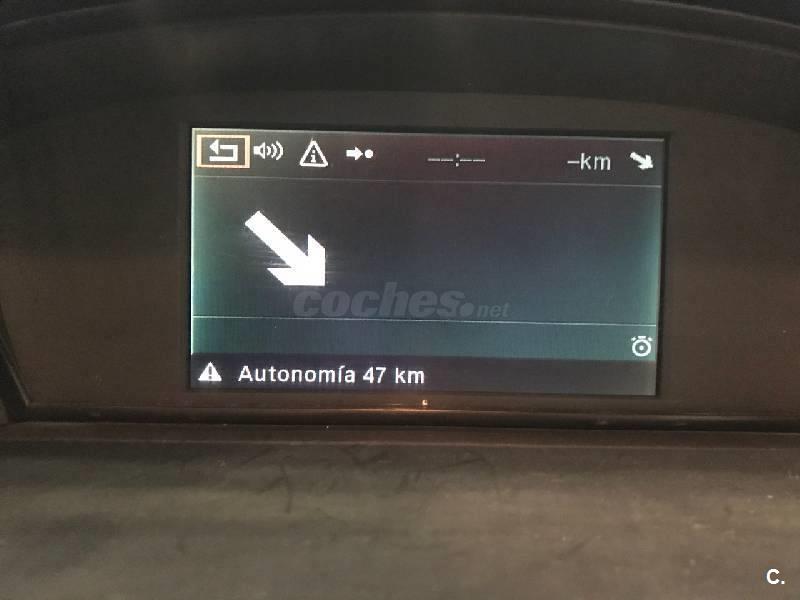 --:-- -km
coches.net
Autonomía 47 km
C.